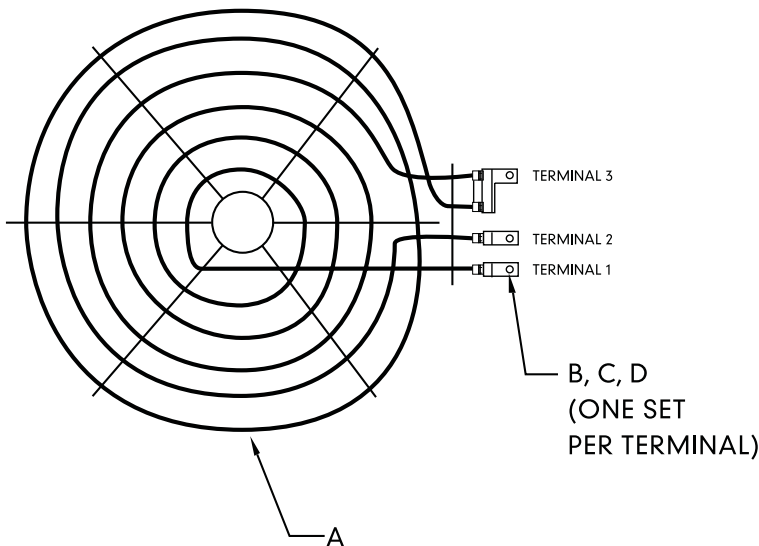 TERMINAL 3
TERMINAL 2
TERMINAL 1
B, C, D
(ONE SET
PER TERMINAL)
A